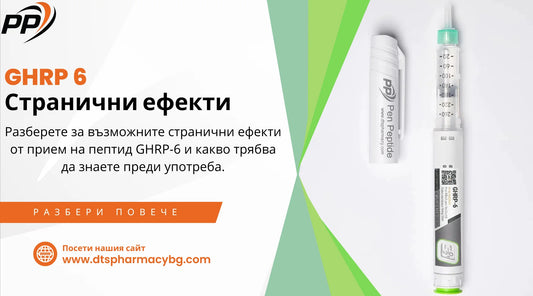 PP
GHRP 6
Странични ефекти
Разберете за възможните странични ефекти
от прием на пептид GHRP-6 и какво трябва
да знаете преди употреба.
РАЗБЕРИ ПОВЕЧЕ
Посети нашия сайт
www.dtspharmacybg.com
PP Pen Peptide
GHRP-6